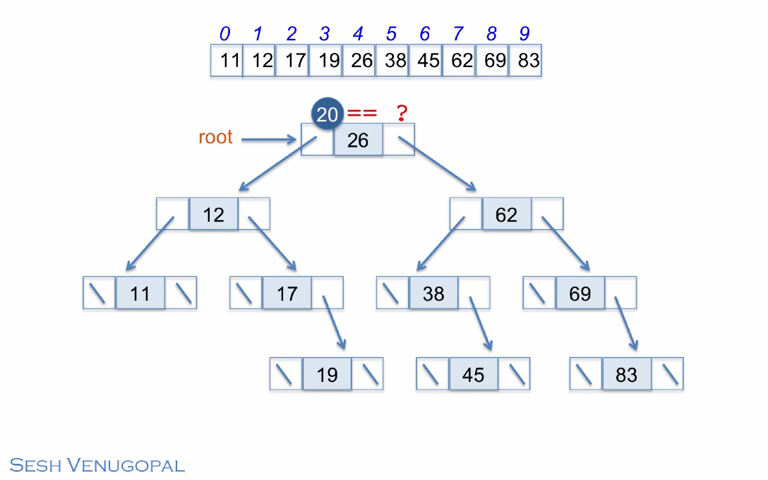 0 1 2 3 4 5 6 7 8 9
11 12 17 19 26 38 45 62 69 83
20 == ?
root 26
12 62
11 17 38 69
19 45 83
SESH VENUGOPAL